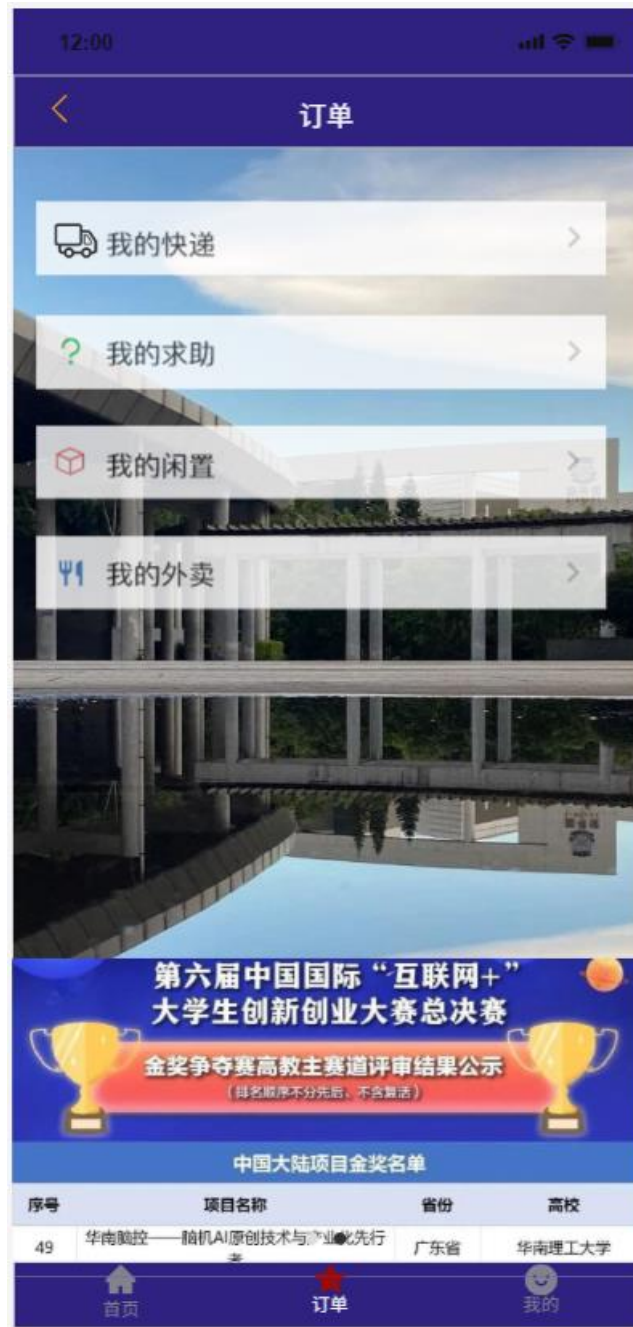 12:00
订单
我的快递
我的求助
我的闲置
我的外卖
第六届中国国际“互联网+”
大学生创新创业大赛总决赛
金奖争夺赛高教主赛道评审结果公示
(排名顺序不分先后、不含复活)
中国大陆项目金奖名单
序号 项目名称 省份 高校
49 华南脑控——脑机AI原创技术与产业化先行者 广东省 华南理工大学
首页 订单 我的